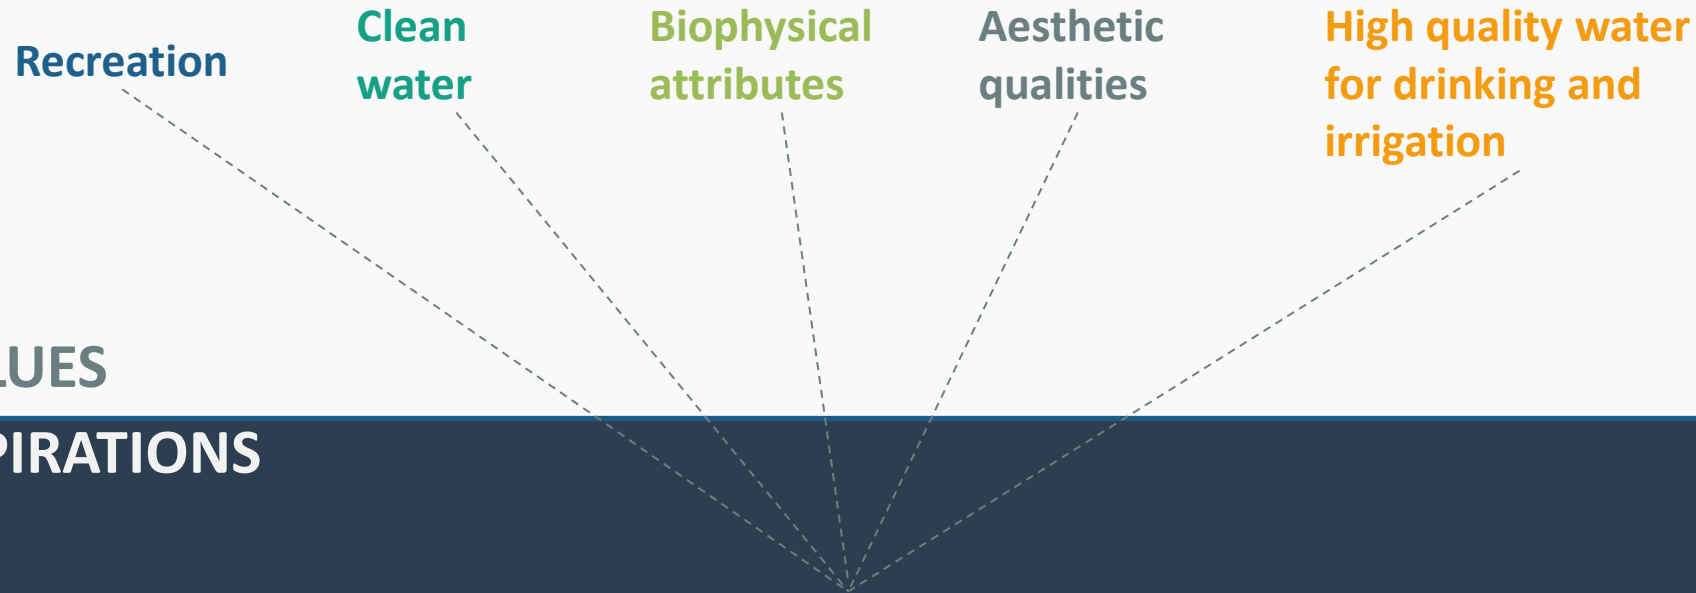 Recreation
Clean
water
Biophysical
attributes
Aesthetic
qualities
High quality water
for drinking and
irrigation
LUES
PIRATIONS